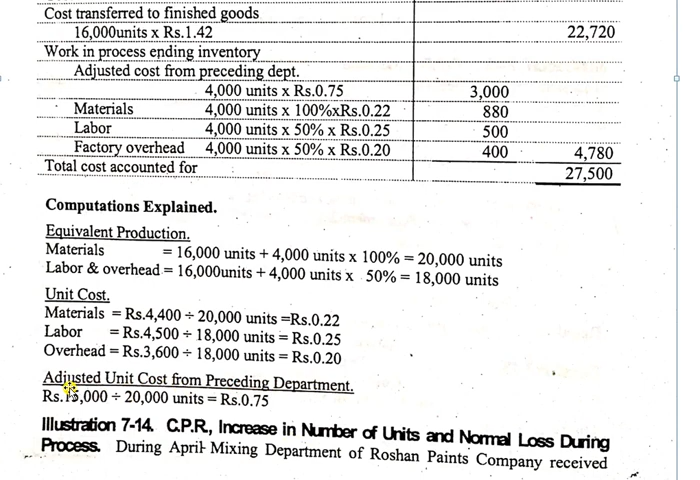 Cost transferred to finished goods
16,000units x Rs.1.42 22,720
Work in process ending inventory
Adjusted cost from preceding dept.
4,000 units x Rs.0.75 3,000
Materials 4,000 units x 100%xRs.0.22 880
Labor 4,000 units x 50% x Rs.0.25 500
Factory overhead 4,000 units x 50% x Rs.0.20 400 4,780
Total cost accounted for 27,500
Computations Explained.
Equivalent Production.
Materials = 16,000 units + 4,000 units x 100% = 20,000 units
Labor & overhead = 16,000units + 4,000 units x 50% = 18,000 units
Unit Cost.
Materials = Rs.4,400 ÷ 20,000 units =Rs.0.22
Labor = Rs.4,500 ÷ 18,000 units = Rs.0.25
Overhead = Rs.3,600 ÷ 18,000 units = Rs.0.20
Adjusted Unit Cost from Preceding Department.
Rs.15,000 ÷ 20,000 units = Rs.0.75
Illustration 7-14. C.P.R., Increase in Number of Units and Normal Loss During
Process. During April Mixing Department of Roshan Paints Company received